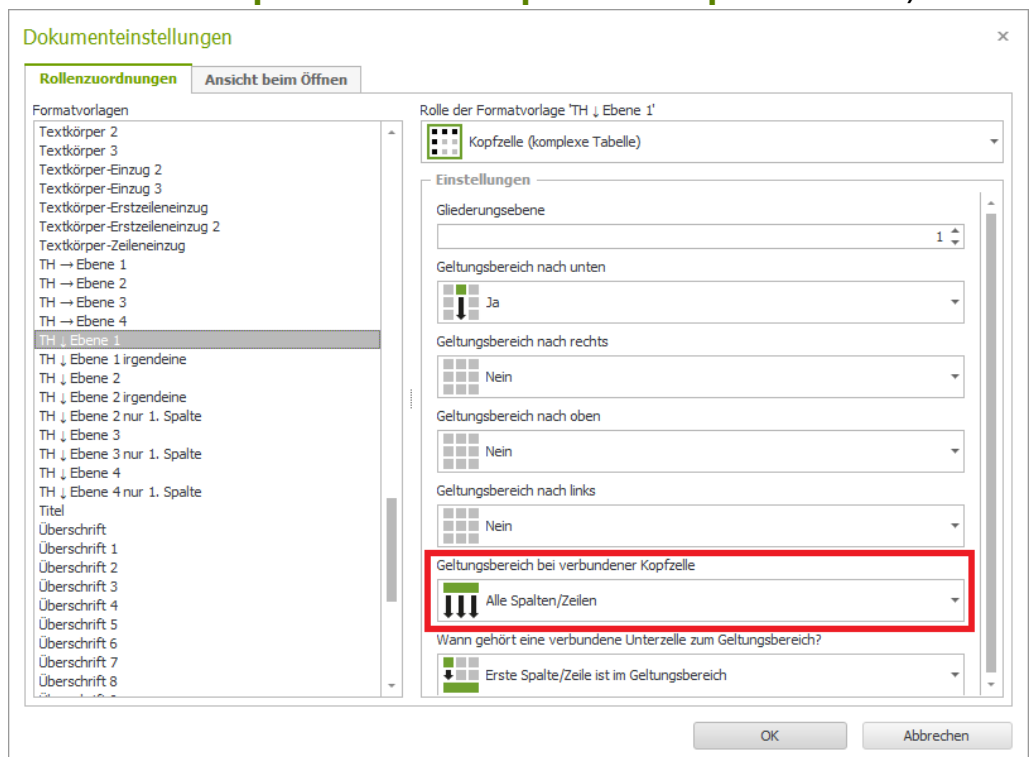 Dokumenteinstellungen
Rollenzuordnungen
Ansicht beim Öffnen
Formatvorlagen
Textkörper 2
Textkörper 3
Textkörper-Einzug 2
Textkörper-Einzug 3
Textkörper-Erstzeileneinzug
Textkörper-Erstzeileneinzug 2
Textkörper-Zeileneinzug
TH → Ebene 1
TH → Ebene 2
TH → Ebene 3
TH → Ebene 4
TH ↓ Ebene 1
TH ↓ Ebene 1 irgendeine
TH ↓ Ebene 2
TH ↓ Ebene 2 irgendeine
TH ↓ Ebene 2 nur 1. Spalte
TH ↓ Ebene 3
TH ↓ Ebene 3 nur 1. Spalte
TH ↓ Ebene 4
TH ↓ Ebene 4 nur 1. Spalte
Titel
Überschrift
Überschrift 1
Überschrift 2
Überschrift 3
Überschrift 4
Überschrift 5
Überschrift 6
Überschrift 7
Überschrift 8
Rolle der Formatvorlage 'TH ↓ Ebene 1'
Kopfzelle (komplexe Tabelle)
Einstellungen
Gliederungsebene
1
Geltungsbereich nach unten
Ja
Geltungsbereich nach rechts
Nein
Geltungsbereich nach oben
Nein
Geltungsbereich nach links
Nein
Geltungsbereich bei verbundener Kopfzelle
Alle Spalten/Zeilen
Wann gehört eine verbundene Unterzelle zum Geltungsbereich?
Erste Spalte/Zeile ist im Geltungsbereich
OK
Abbrechen